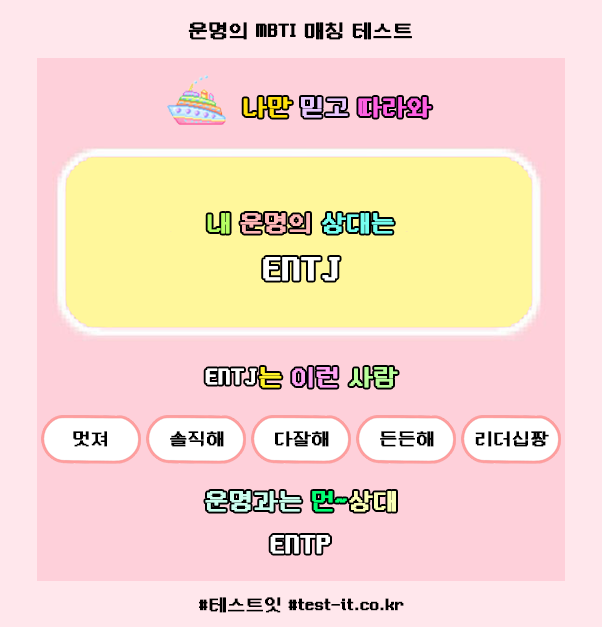 운명의 MBTI 매칭 테스트
나만 믿고 따라와
내 운명의 상대는
ENTJ
ENTJ는 이런 사람
멋져 솔직해 다잘해 든든해 리더십짱
운명과는 먼~상대
ENTP
#테스트잇 #test-it.co.kr